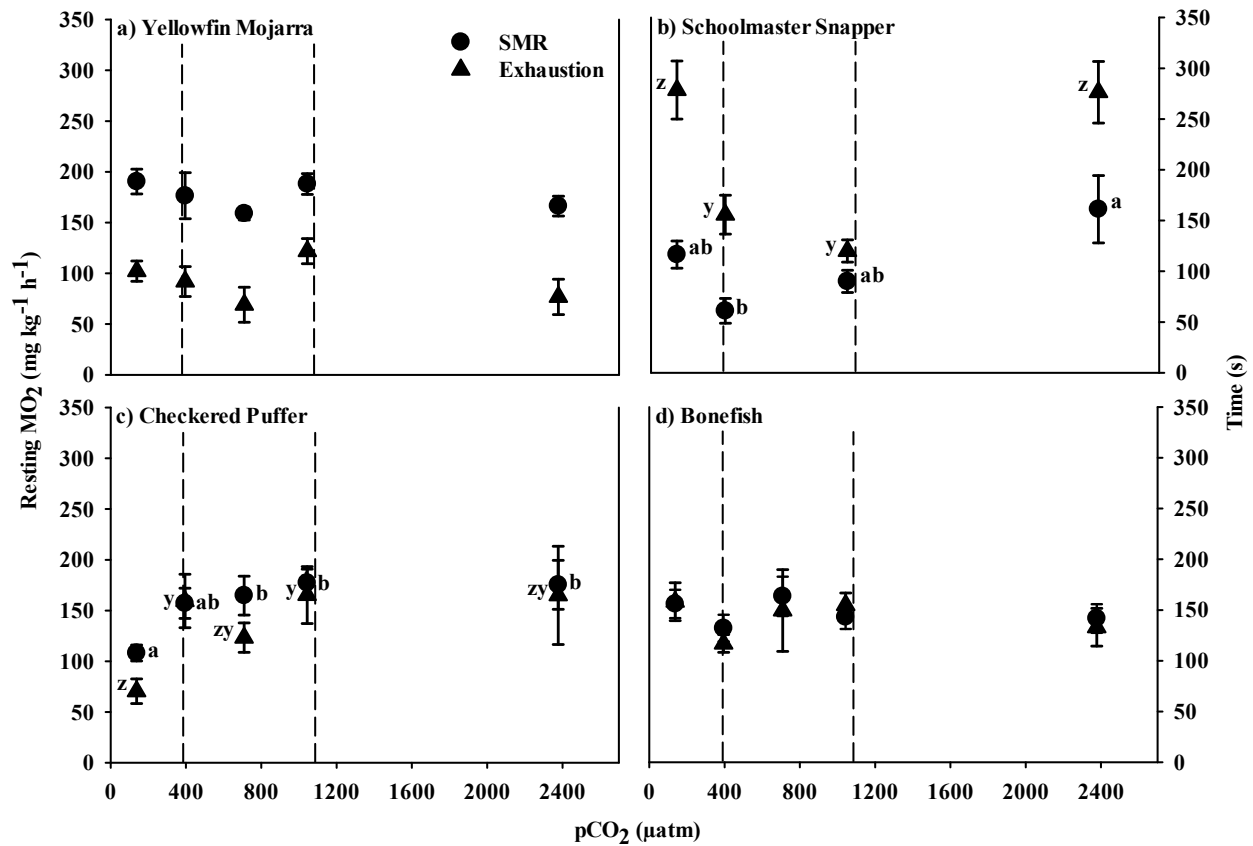 a) Yellowfin Mojarra
SMR
Exhaustion
350
300
250
200
150
100
50
0
b) Schoolmaster Snapper
z
y
y
z
ab
b
ab
a
350
300
250
200
150
100
50
0
c) Checkered Puffer
350
300
250
200
150
100
50
0
a
z
y
ab
b
zy
y
b
zy
b
0
400
800
1200
1600
2000
2400
d) Bonefish
350
300
250
200
150
100
50
0
0
400
800
1200
1600
2000
2400
Resting MO2 (mg kg-1 h-1)
Time (s)
pCO2 (µatm)